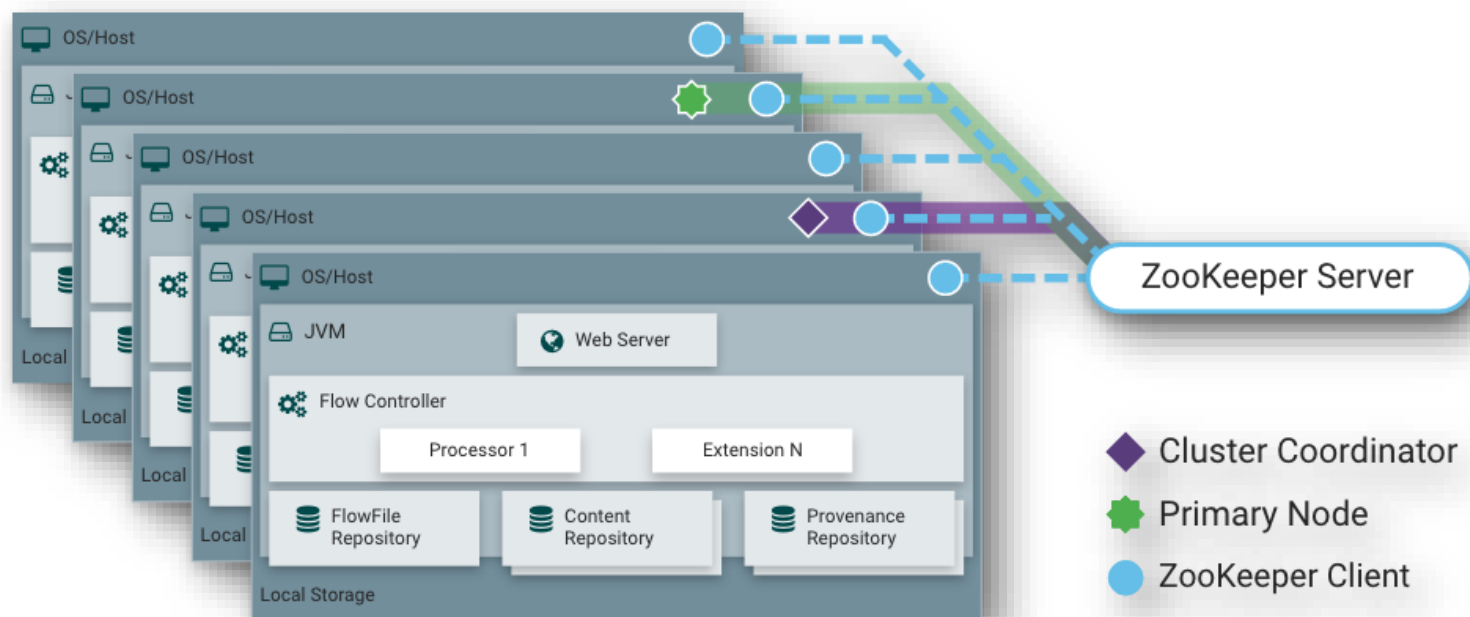 OS/Host
OS/Host
OS/Host
OS/Host
OS/Host
ZooKeeper Server
JVM
Web Server
Local
Flow Controller
Local
Processor 1
Extension N
Cluster Coordinator
Local
FlowFile
Repository
Content
Repository
Provenance
Repository
Primary Node
Local
Local Storage
ZooKeeper Client